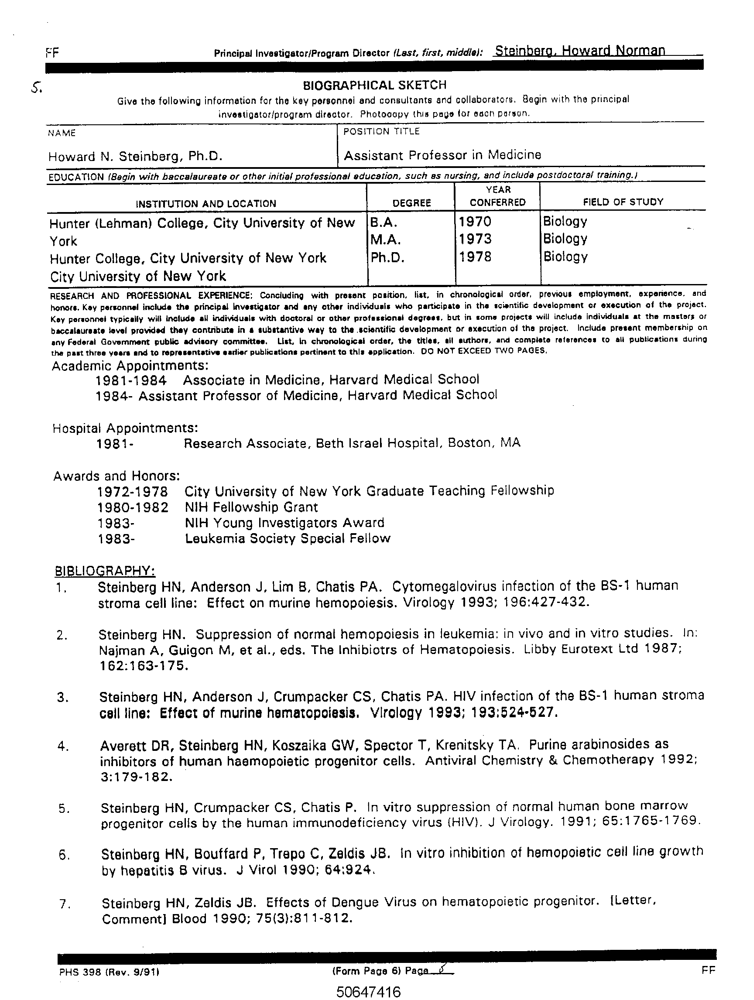 FF Principal Investigator/Program Director (Last, first, middle): Steinberg, Howard Norman
5.
BIOGRAPHICAL SKETCH
Give the following information for the key personnel and consultants and collaborators. Begin with the principal
investigator/program director. Photocopy this page for each person.
NAME POSITION TITLE
Howard N. Steinberg, Ph.D. Assistant Professor in Medicine
EDUCATION (Begin with baccalaureate or other initial professional education, such as nursing, and include postdoctoral training.)
INSTITUTION AND LOCATION DEGREE YEAR CONFERRED FIELD OF STUDY
Hunter (Lehman) College, City University of New B.A. 1970 Biology
York M.A. 1973 Biology
Hunter College, City University of New York Ph.D. 1978 Biology
City University of New York
RESEARCH AND PROFESSIONAL EXPERIENCE: Concluding with present position, list, in chronological order, previous employment, experience, and
honors. Key personnel include the principal investigator and any other individuals who participate in the scientific development or execution of the project.
Key personnel typically will include all individuals with doctoral or other professional degrees, but in some projects will include individuals at the masters or
baccalaureate level provided they contribute in a substantive way to the scientific development or execution of the project. Include present membership on
any Federal Government public advisory committee. List, in chronological order, the titles, all authors, and complete references to all publications during
the past three years and to representative earlier publications pertinent to this application. DO NOT EXCEED TWO PAGES.
Academic Appointments:
1981-1984 Associate in Medicine, Harvard Medical School
1984- Assistant Professor of Medicine, Harvard Medical School
Hospital Appointments:
1981- Research Associate, Beth Israel Hospital, Boston, MA
Awards and Honors:
1972-1978 City University of New York Graduate Teaching Fellowship
1980-1982 NIH Fellowship Grant
1983- NIH Young Investigators Award
1983- Leukemia Society Special Fellow
BIBLIOGRAPHY:
1. Steinberg HN, Anderson J, Lim B, Chatis PA. Cytomegalovirus infection of the BS-1 human
stroma cell line: Effect on murine hemopoiesis. Virology 1993; 196:427-432.
2. Steinberg HN. Suppression of normal hemopoiesis in leukemia: in vivo and in vitro studies. In:
Najman A, Guigon M, et al., eds. The Inhibiotrs of Hematopoiesis. Libby Eurotext Ltd 1987;
162:163-175.
3. Steinberg HN, Anderson J, Crumpacker CS, Chatis PA. HIV infection of the BS-1 human stroma
cell line: Effect of murine hematopoiesis. Virology 1993; 193:524-527.
4. Averett DR, Steinberg HN, Koszaika GW, Spector T, Krenitsky TA. Purine arabinosides as
inhibitors of human haemopoietic progenitor cells. Antiviral Chemistry & Chemotherapy 1992;
3:179-182.
5. Steinberg HN, Crumpacker CS, Chatis P. In vitro suppression of normal human bone marrow
progenitor cells by the human immunodeficiency virus (HIV). J Virology. 1991; 65:1765-1769.
6. Steinberg HN, Bouffard P, Trepo C, Zeldis JB. In vitro inhibition of hemopoietic cell line growth
by hepatitis B virus. J Virol 1990; 64:924.
7. Steinberg HN, Zeldis JB. Effects of Dengue Virus on hematopoietic progenitor. [Letter,
Comment] Blood 1990; 75(3):811-812.
PHS 398 (Rev. 9/91) (Form Page 6) Page FF
50647416